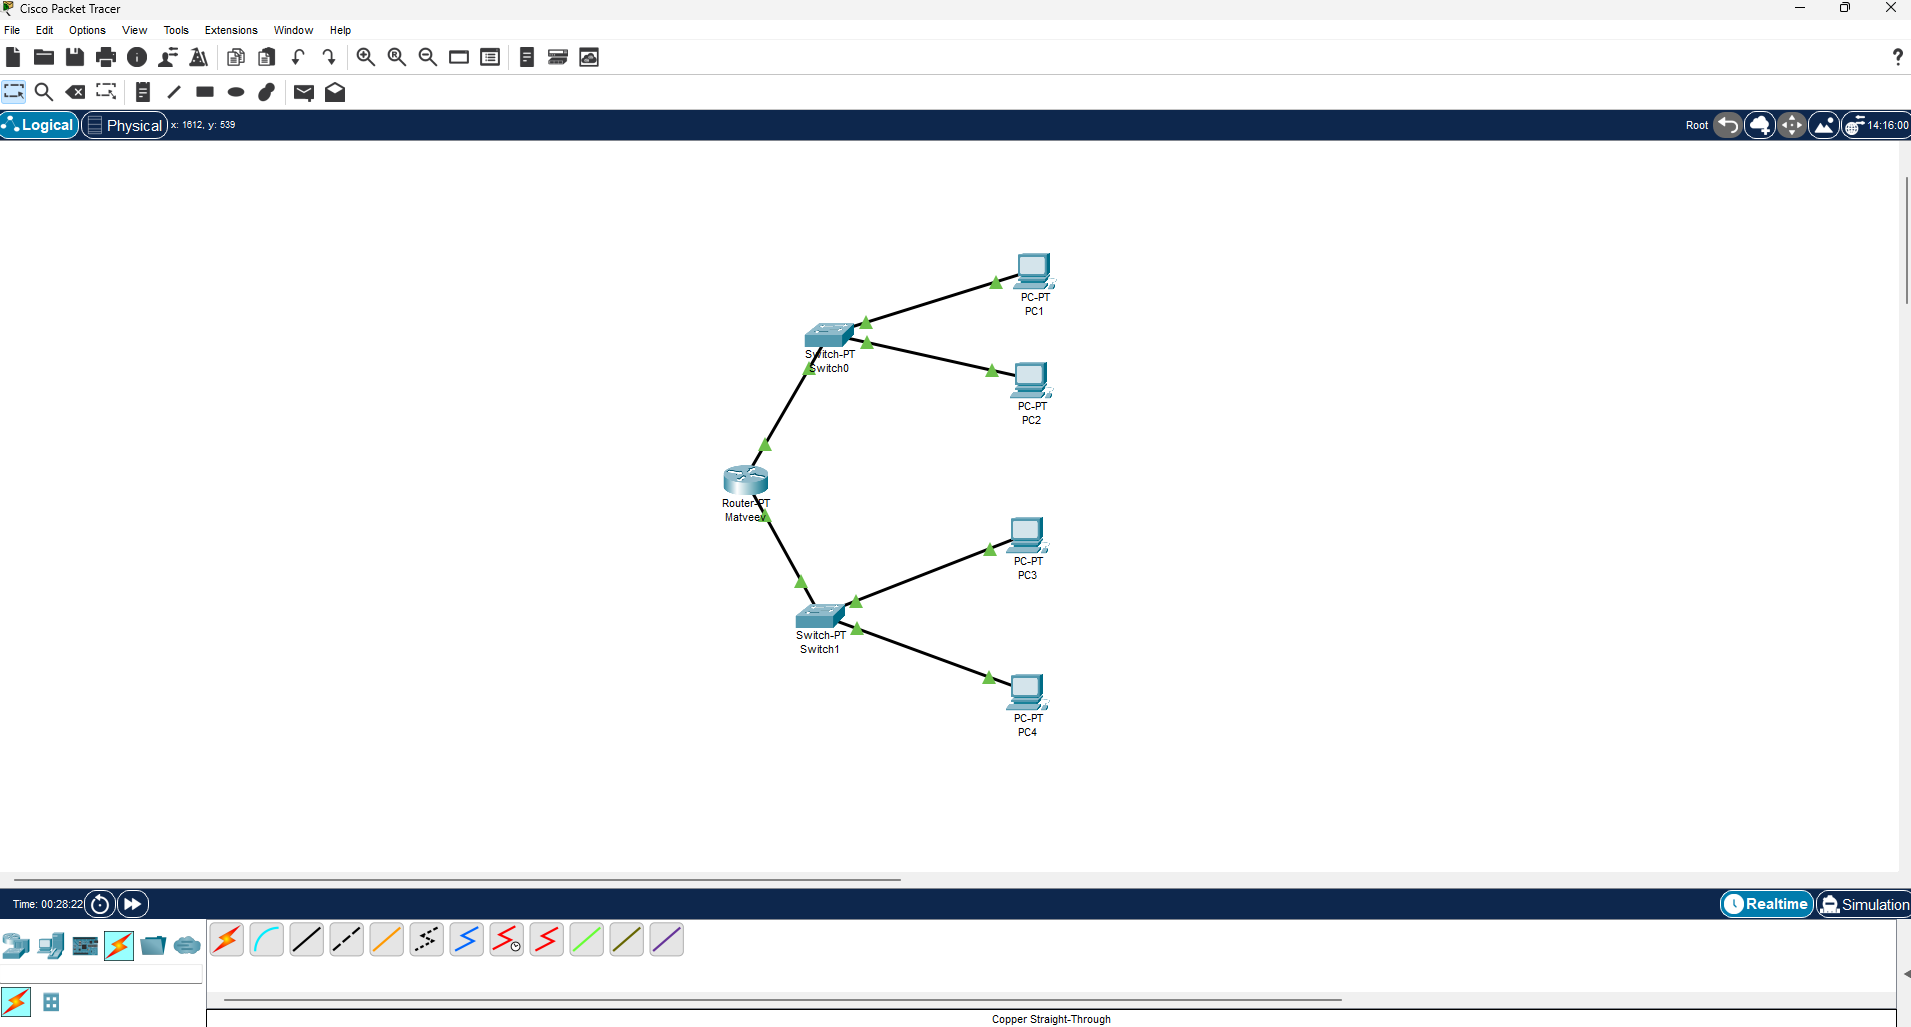 Cisco Packet Tracer
File Edit Options View Tools Extensions Window Help
Logical Physical x: 1612, y: 539 Root 14:16:00
PC-PT
PC1
Switch-PT
Switch0
PC-PT
PC2
Router-PT
Matveev
PC-PT
PC3
Switch-PT
Switch1
PC-PT
PC4
Time: 00:28:22 Realtime Simulation
Copper Straight-Through